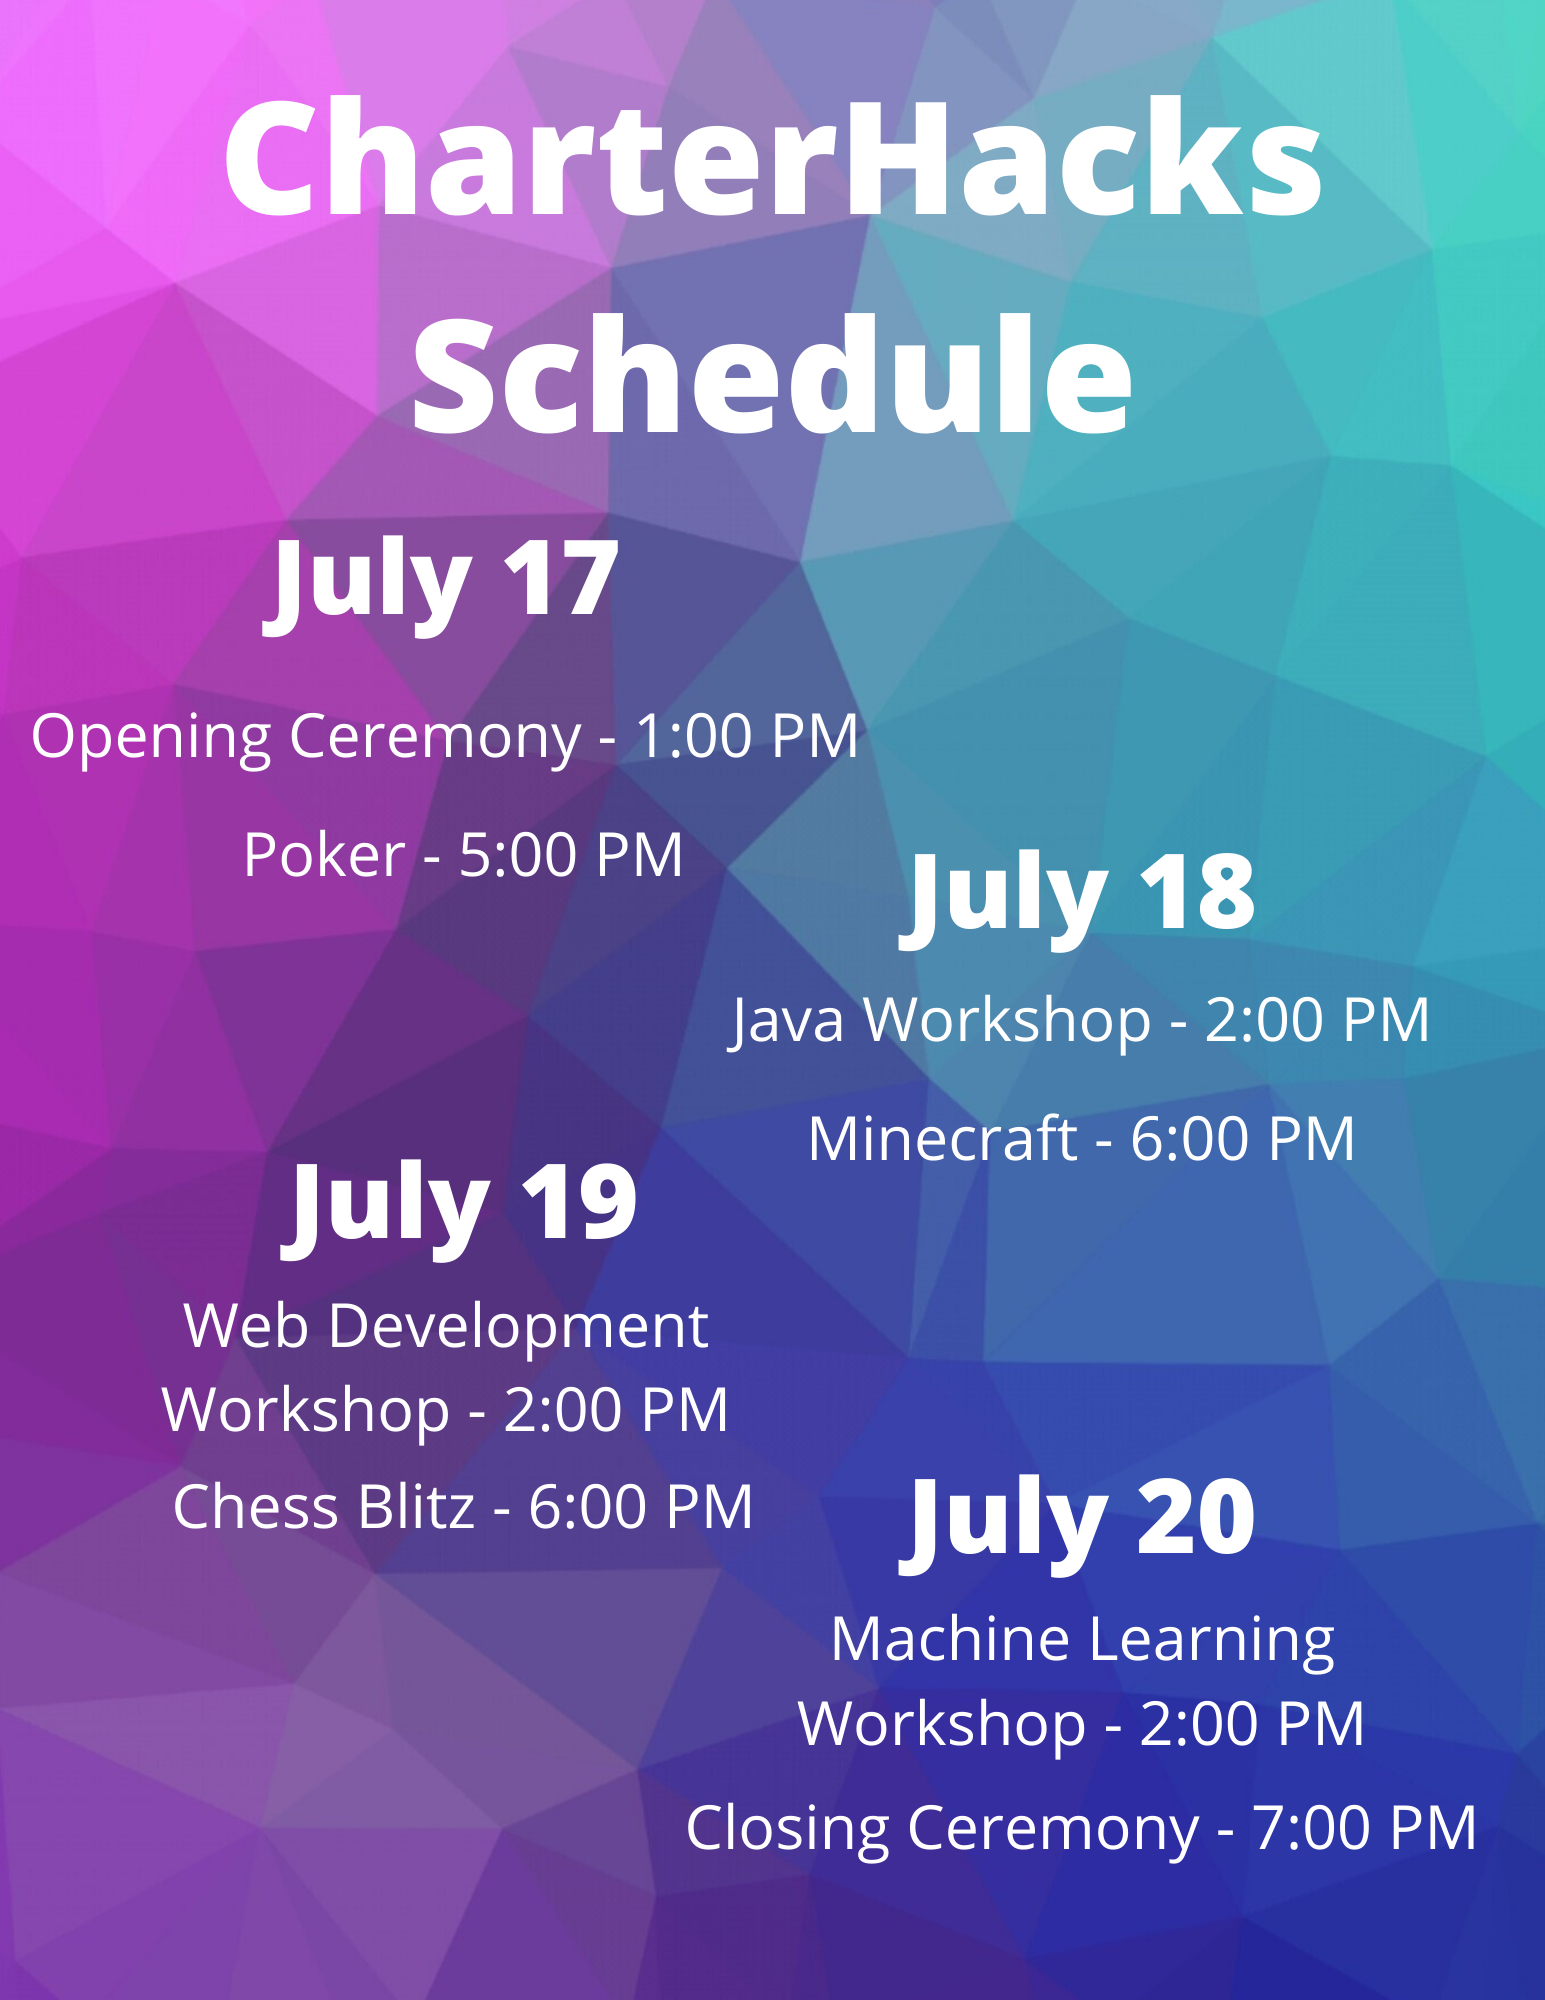 CharterHacks
Schedule
July 17
Opening Ceremony - 1:00 PM
Poker - 5:00 PM
July 18
Java Workshop - 2:00 PM
Minecraft - 6:00 PM
July 19
Web Development
Workshop - 2:00 PM
Chess Blitz - 6:00 PM
July 20
Machine Learning
Workshop - 2:00 PM
Closing Ceremony - 7:00 PM